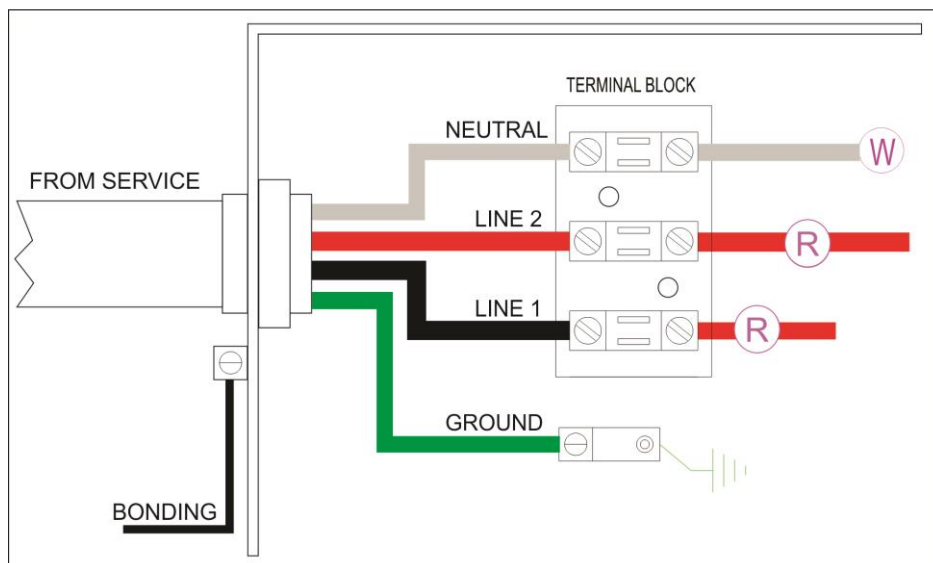 TERMINAL BLOCK
NEUTRAL
W
FROM SERVICE
LINE 2
R
LINE 1
R
GROUND
BONDING